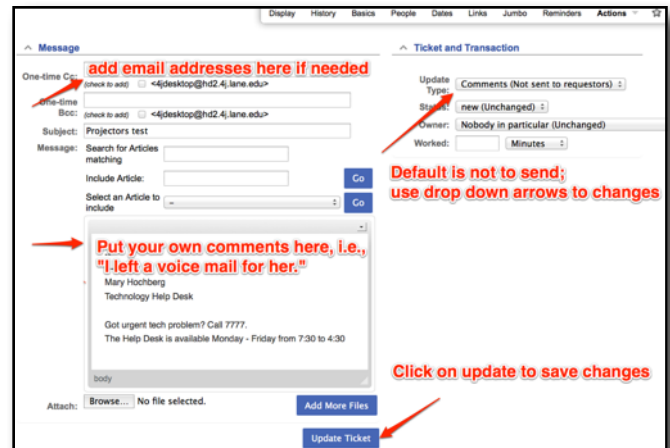 Display History Basics People Dates Links Jumbo Reminders Actions
Message
One-time Cc:
add email addresses here if needed
(check to add) <4jdesktop@hd2.4j.lane.edu>
One-time
Bcc: (check to add) <4jdesktop@hd2.4j.lane.edu>
Subject: Projectors test
Message: Search for Articles
matching
Include Article: Go
Select an Article to
include - Go
Put your own comments here, i.e.,
"I left a voice mail for her."
Mary Hochberg
Technology Help Desk
Got urgent tech problem? Call 7777.
The Help Desk is available Monday - Friday from 7:30 to 4:30
body
Attach: Browse... No file selected. Add More Files
Update Ticket
Ticket and Transaction
Update
Type: Comments (Not sent to requestors)
Status: new (Unchanged)
Owner: Nobody in particular (Unchanged)
Worked: Minutes
Default is not to send;
use drop down arrows to changes
Click on update to save changes